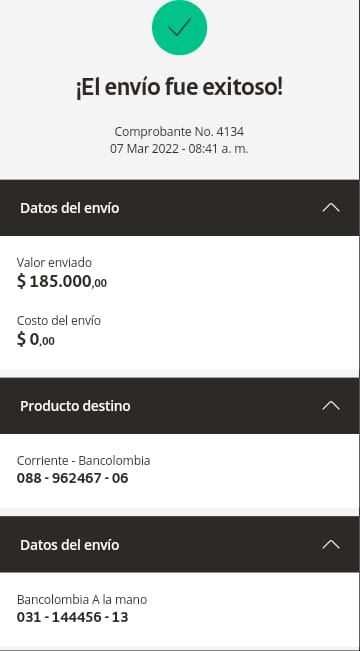 ¡El envío fue exitoso!
Comprobante No. 4134
07 Mar 2022 - 08:41 a. m.
Datos del envío
Valor enviado
$ 185.000,00
Costo del envío
$ 0,00
Producto destino
Corriente - Bancolombia
088 - 962467 - 06
Datos del envío
Bancolombia A la mano
031 - 144456 - 13